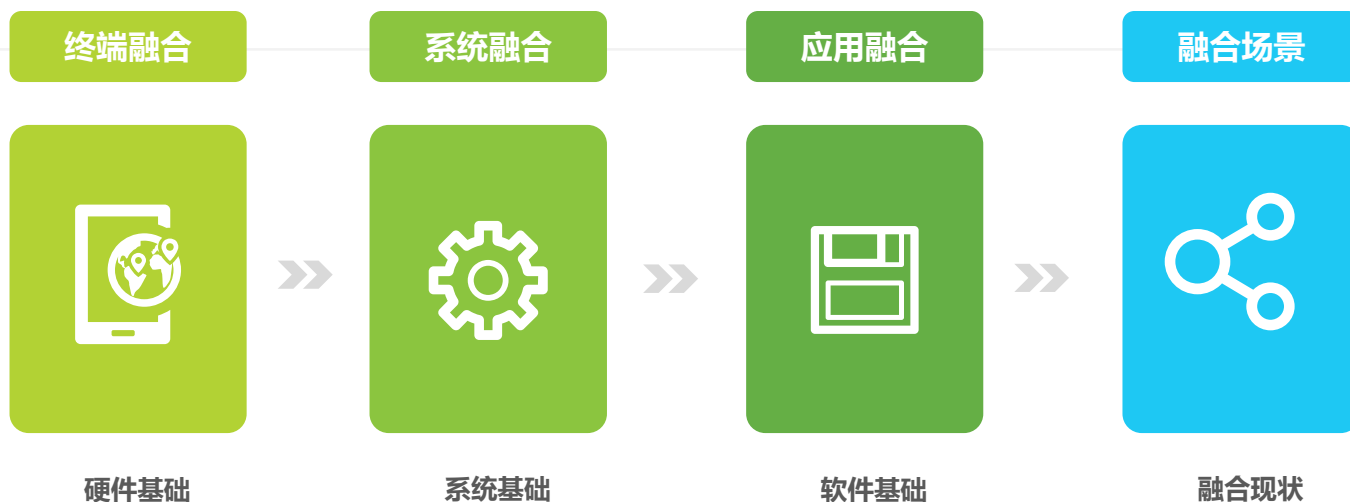 终端融合
系统融合
应用融合
融合场景
硬件基础
系统基础
软件基础
融合现状